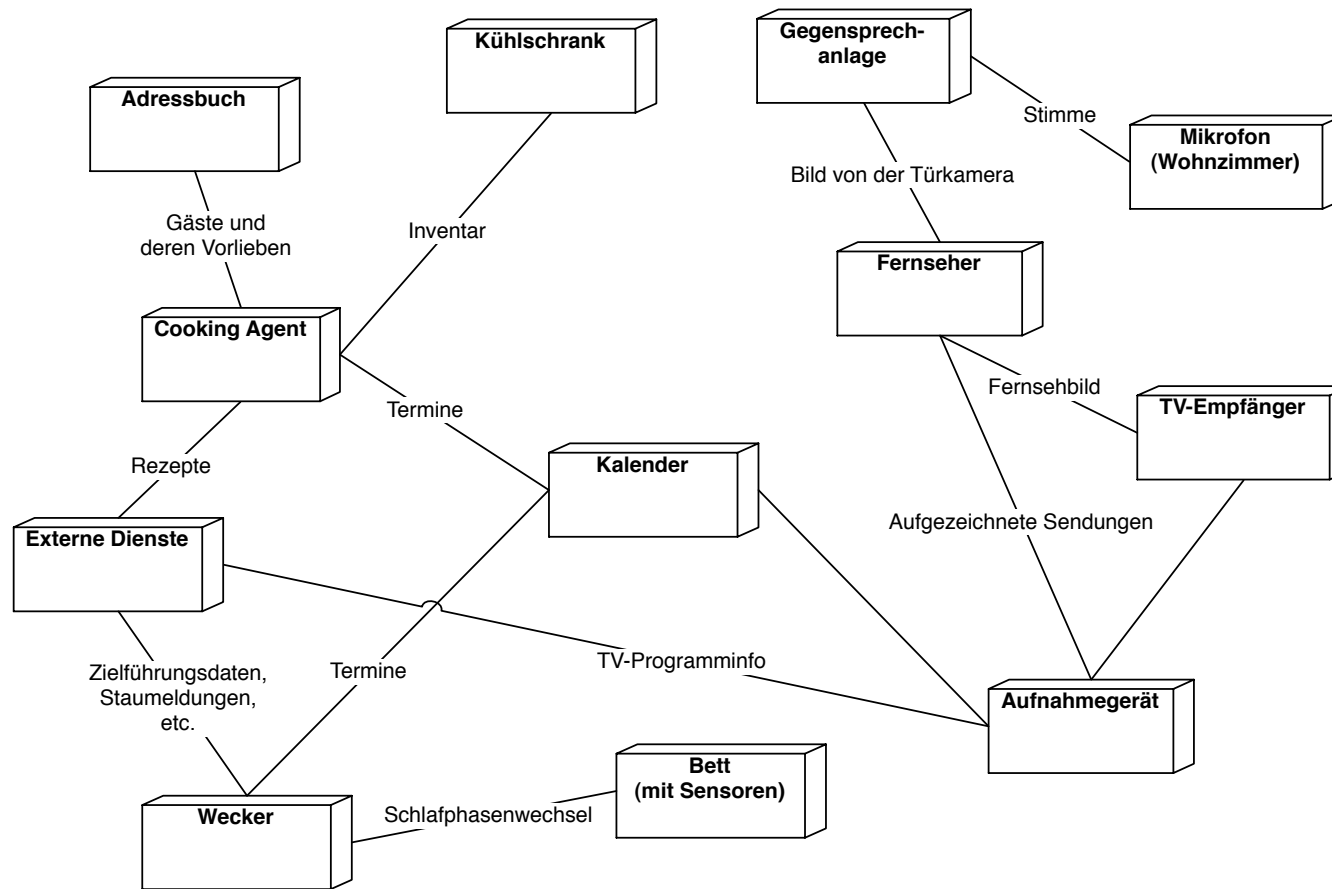 Kühlschrank
Gegensprech-
anlage
Adressbuch
Stimme
Mikrofon
(Wohnzimmer)
Bild von der Türkamera
Gäste und
deren Vorlieben
Inventar
Fernseher
Cooking Agent
Fernsehbild
TV-Empfänger
Termine
Rezepte
Kalender
Aufgezeichnete Sendungen
Externe Dienste
Zielführungsdaten,
Staumeldungen,
etc.
Termine
TV-Programminfo
Aufnahmegerät
Bett
(mit Sensoren)
Schlafphasenwechsel
Wecker